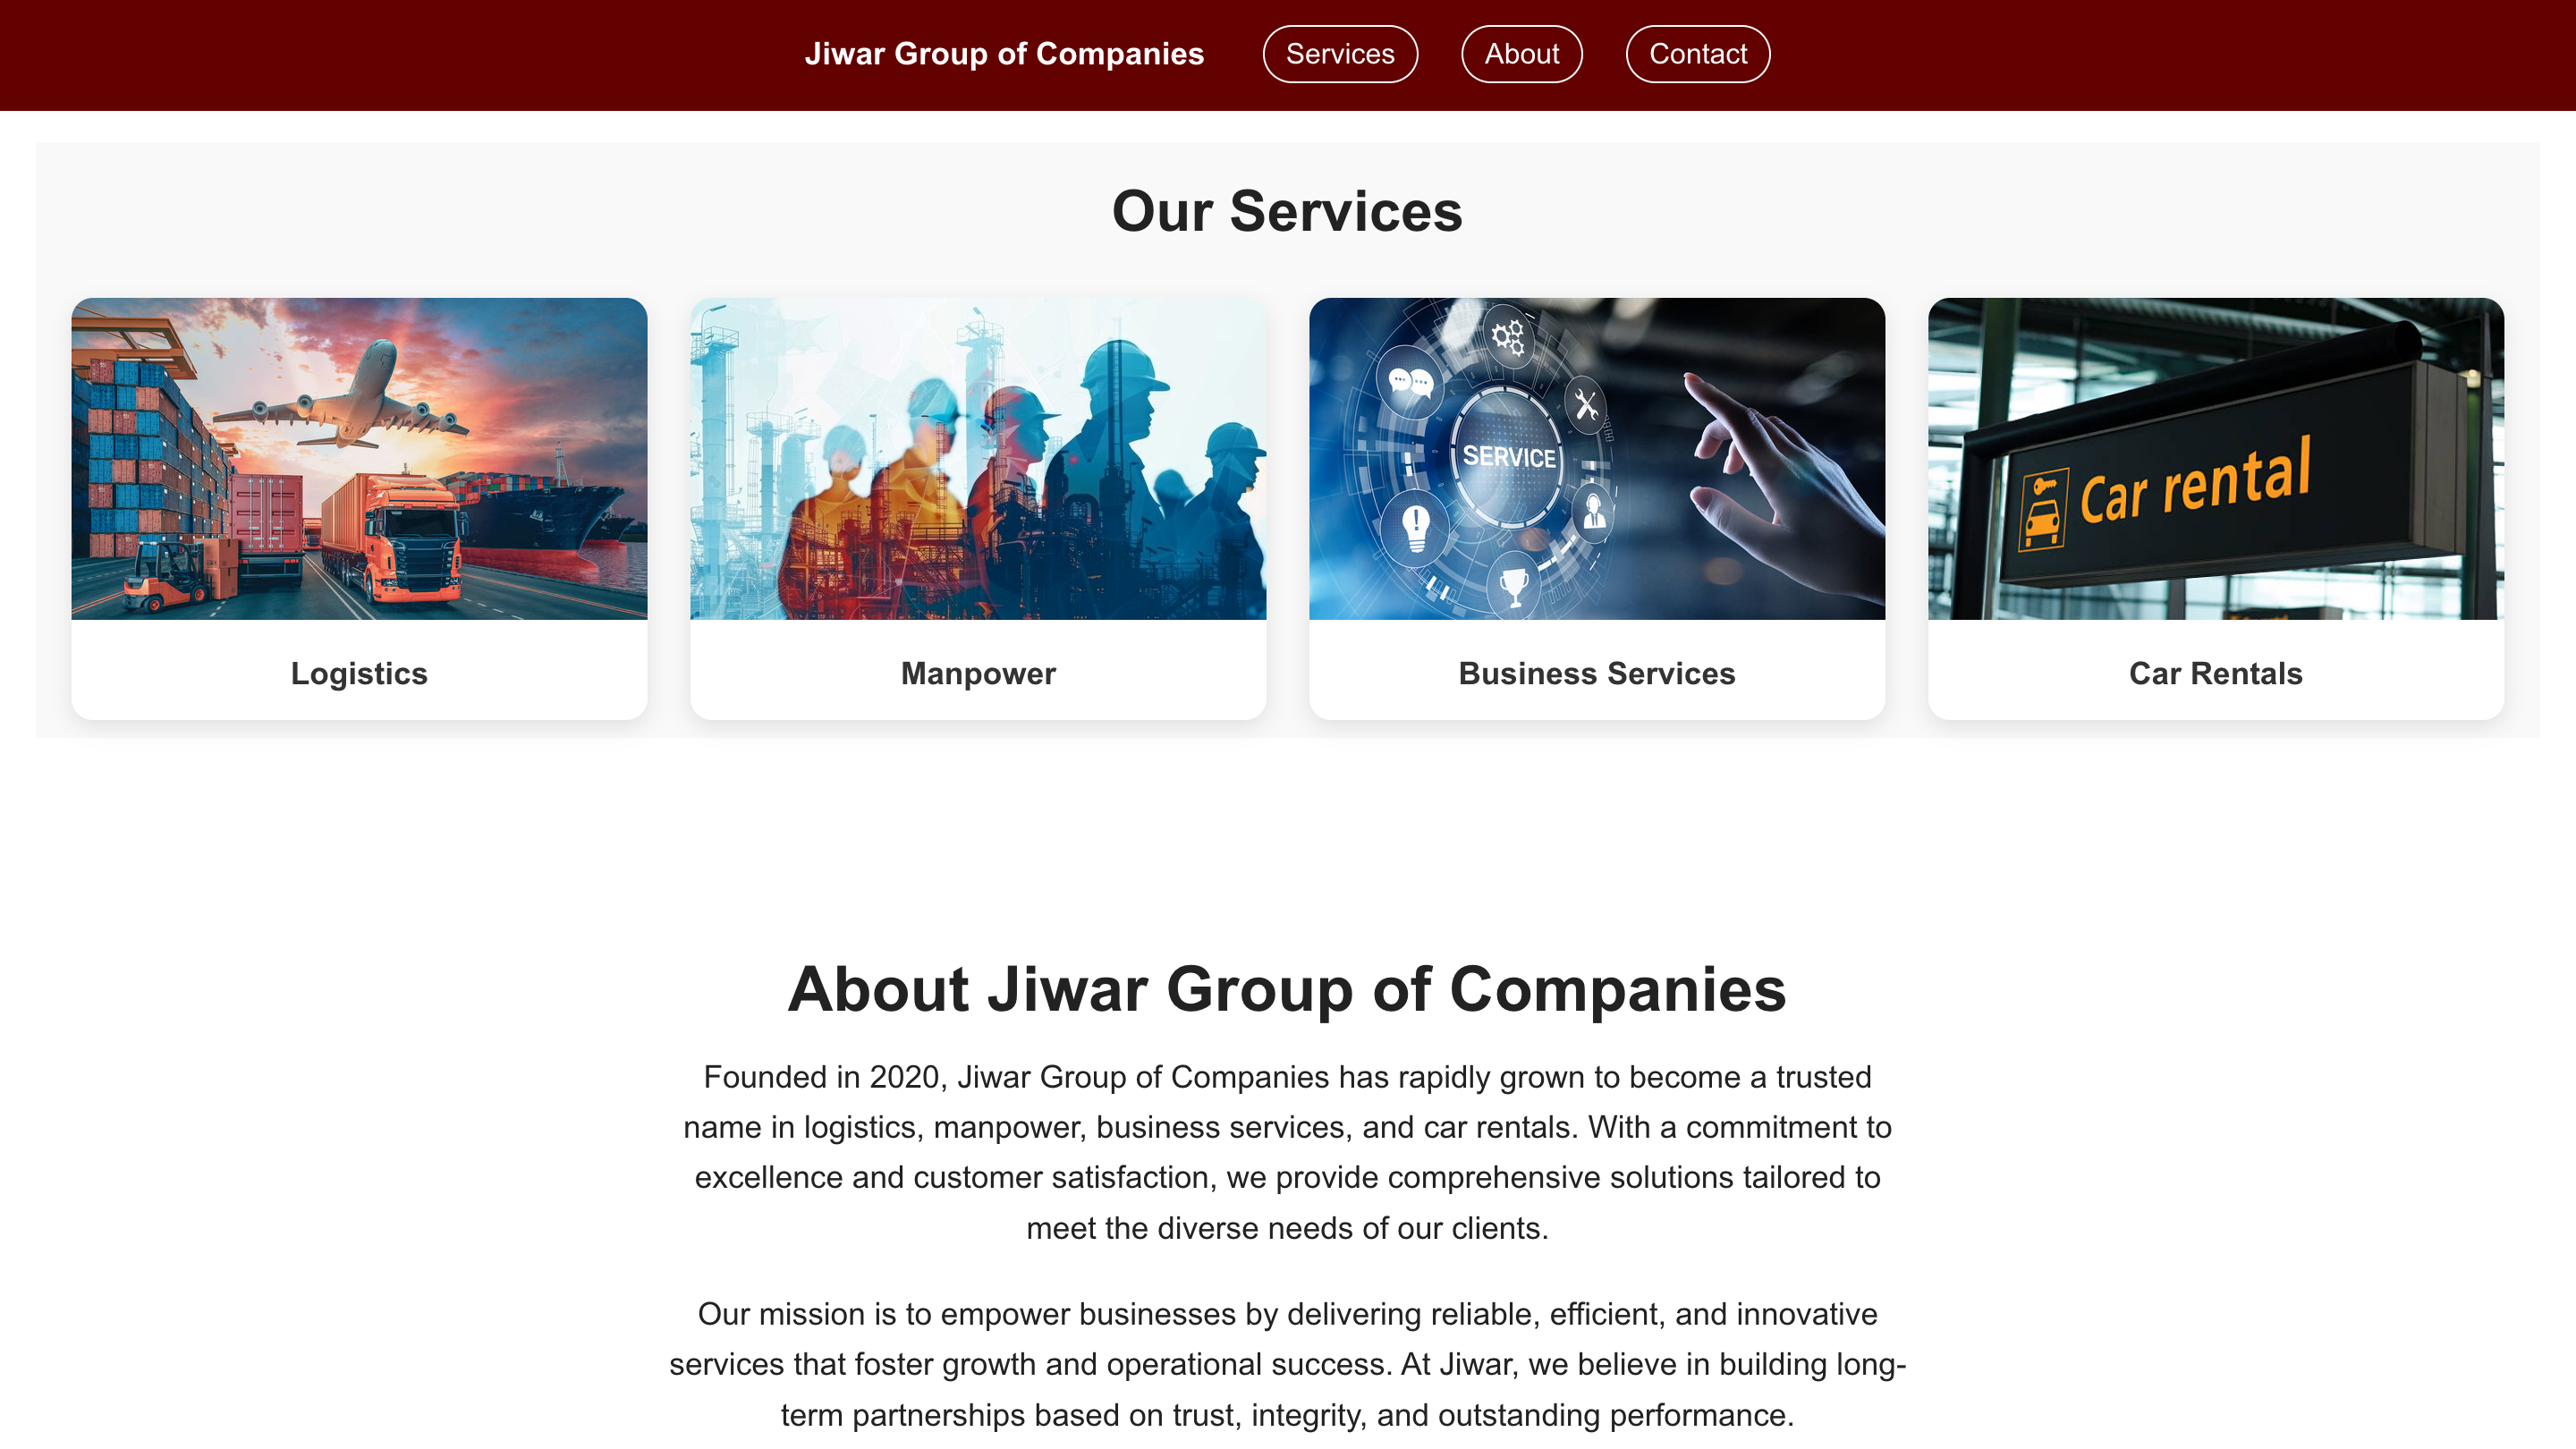 Jiwar Group of Companies
Services
About
Contact
Our Services
SERVICE
Car rental
Logistics
Manpower
Business Services
Car Rentals
About Jiwar Group of Companies
Founded in 2020, Jiwar Group of Companies has rapidly grown to become a trusted
name in logistics, manpower, business services, and car rentals. With a commitment to
excellence and customer satisfaction, we provide comprehensive solutions tailored to
meet the diverse needs of our clients.
Our mission is to empower businesses by delivering reliable, efficient, and innovative
services that foster growth and operational success. At Jiwar, we believe in building long-
term partnerships based on trust, integrity, and outstanding performance.